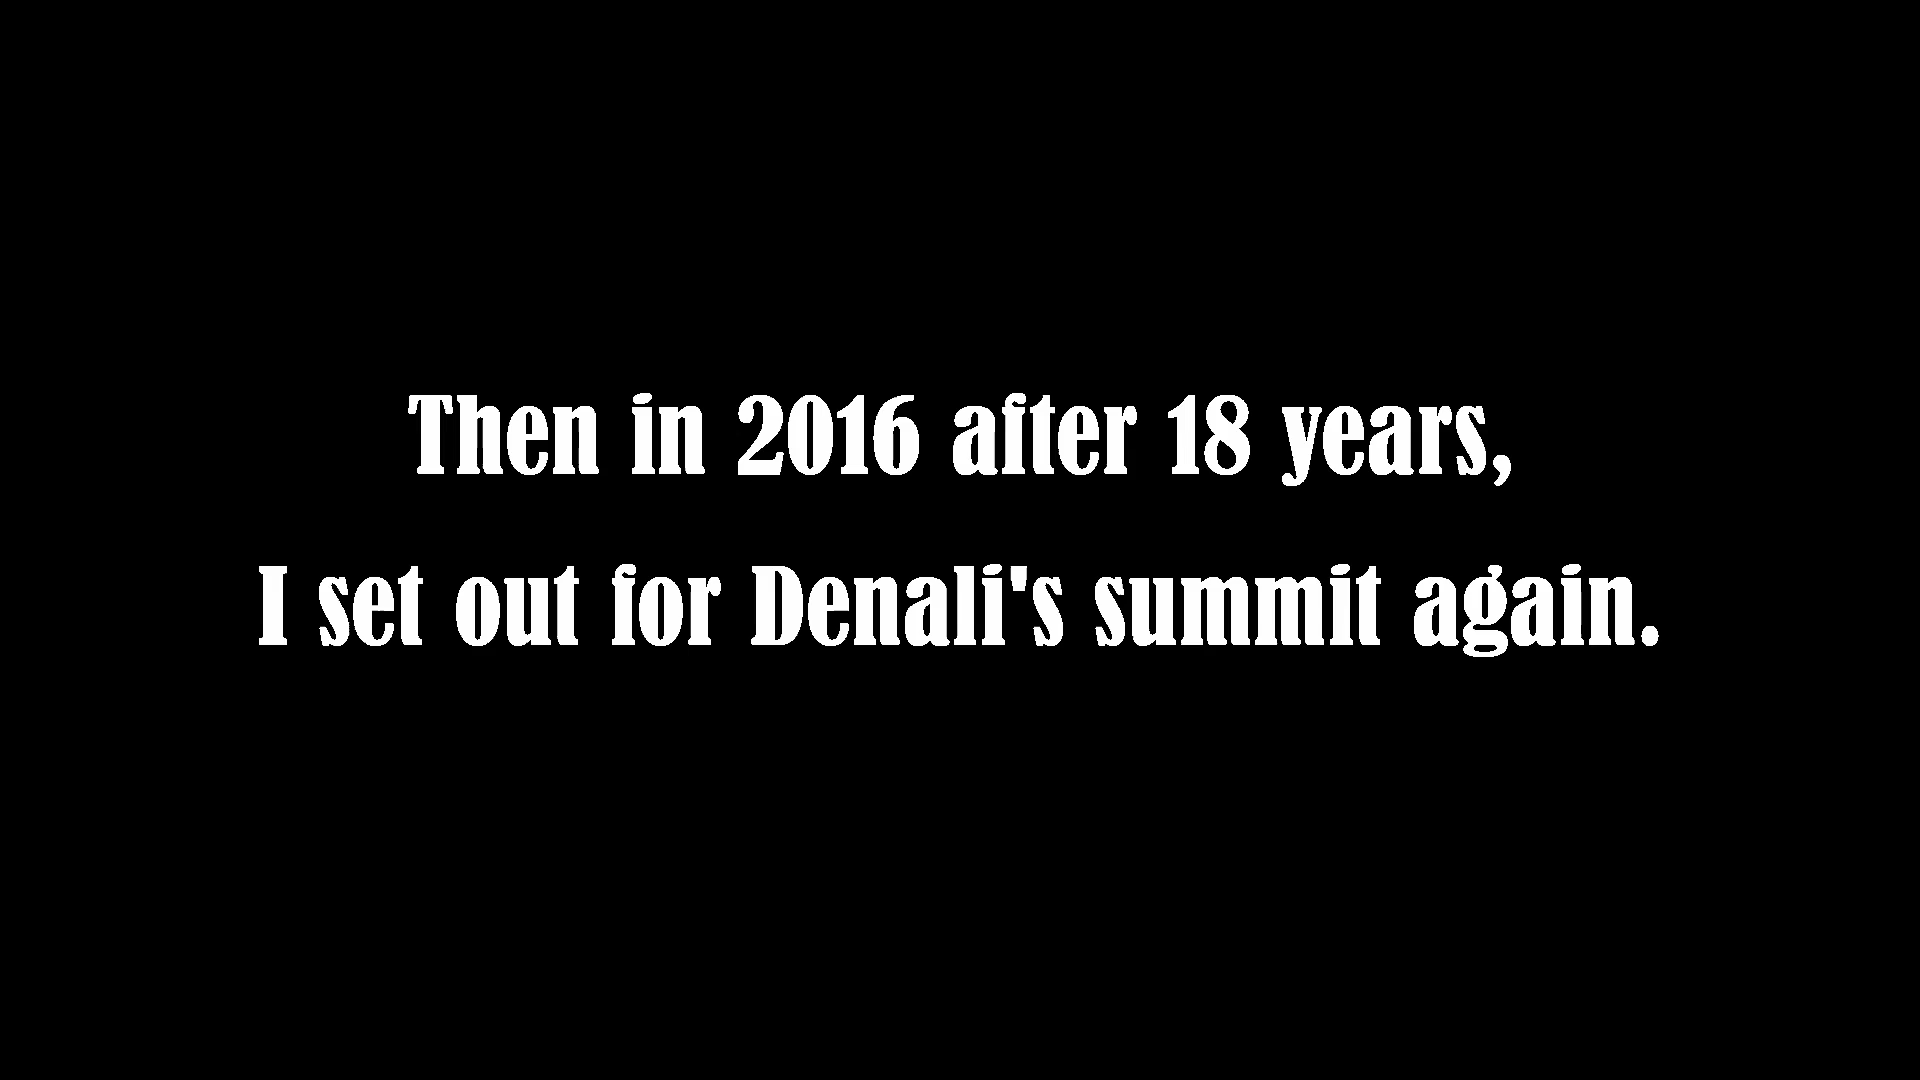 Then in 2016 after 18 years,
I set out for Denali's summit again.